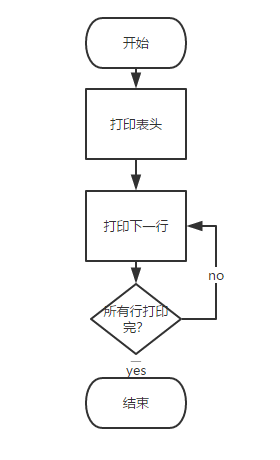 开始
打印表头
打印下一行
no
所有行打印
完?
yes
结束